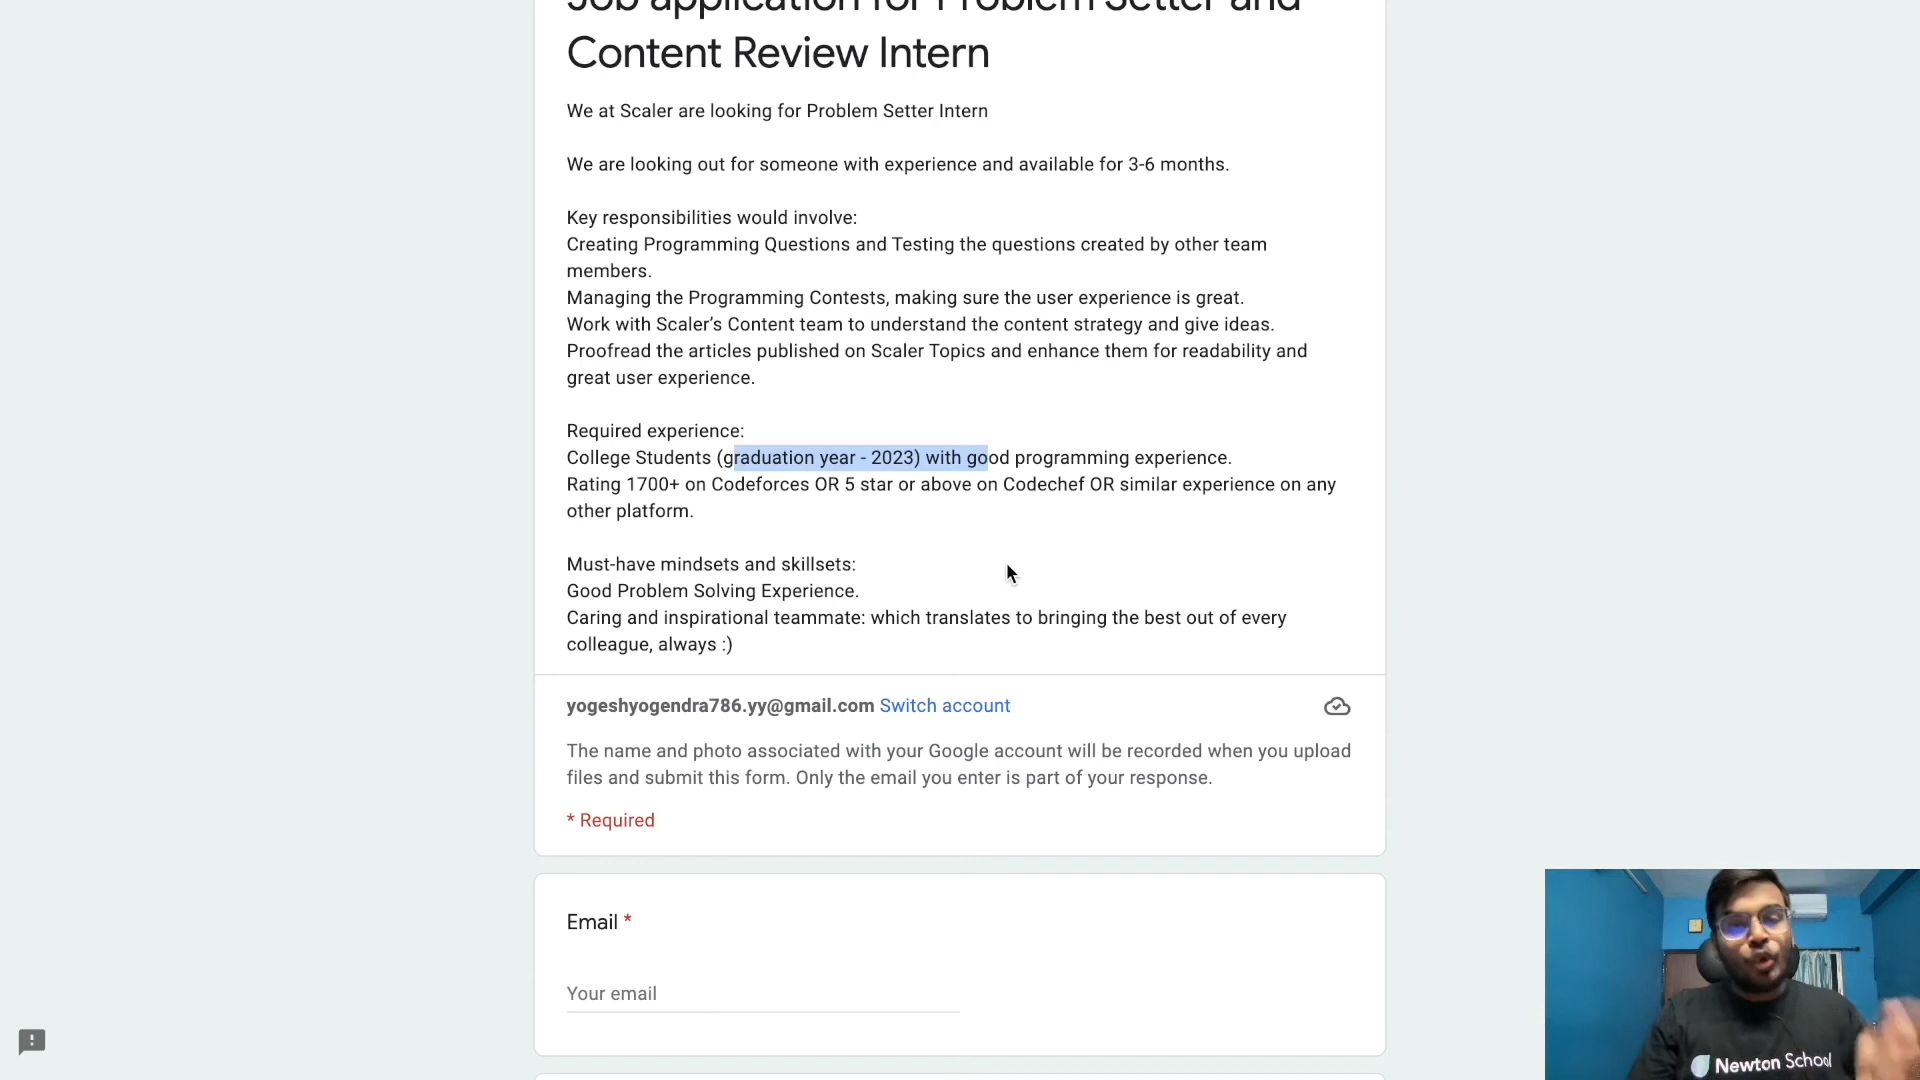 Job application for Problem Setter and
Content Review Intern
We at Scaler are looking for Problem Setter Intern
We are looking out for someone with experience and available for 3-6 months.
Key responsibilities would involve:
Creating Programming Questions and Testing the questions created by other team
members.
Managing the Programming Contests, making sure the user experience is great.
Work with Scaler’s Content team to understand the content strategy and give ideas.
Proofread the articles published on Scaler Topics and enhance them for readability and
great user experience.
Required experience:
College Students (graduation year - 2023) with good programming experience.
Rating 1700+ on Codeforces OR 5 star or above on Codechef OR similar experience on any
other platform.
Must-have mindsets and skillsets:
Good Problem Solving Experience.
Caring and inspirational teammate: which translates to bringing the best out of every
colleague, always :)
yogeshyogendra786.yy@gmail.com Switch account
The name and photo associated with your Google account will be recorded when you upload
files and submit this form. Only the email you enter is part of your response.
* Required
Email *
Your email
Newton School